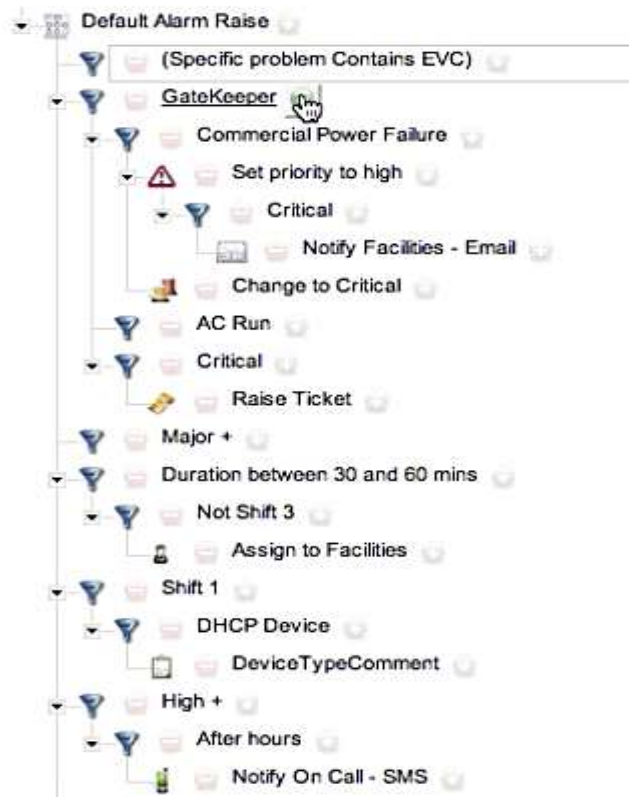 Default Alarm Raise
(Specific problem Contains EVC)
GateKeeper
Commercial Power Failure
Set priority to high
Critical
Notify Facilities - Email
Change to Critical
AC Run
Critical
Raise Ticket
Major +
Duration between 30 and 60 mins
Not Shift 3
Assign to Facilities
Shift 1
DHCP Device
DeviceTypeComment
High +
After hours
Notify On Call - SMS